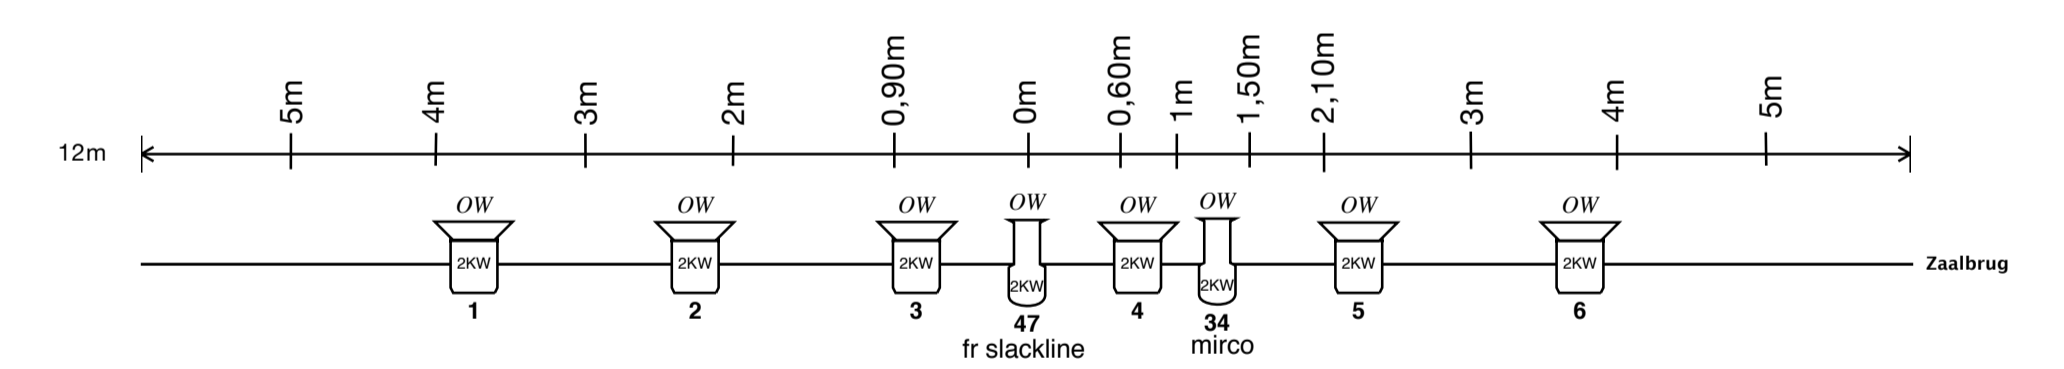 12m
5m
4m
3m
2m
0,90m
0m
0,60m
1m
1,50m
2,10m
3m
4m
5m
OW OW OW OW OW OW OW OW
2KW 2KW 2KW 2KW 2KW 2KW 2KW 2KW
Zaalbrug
1 2 3 47 4 34 5 6
fr slackline mirco